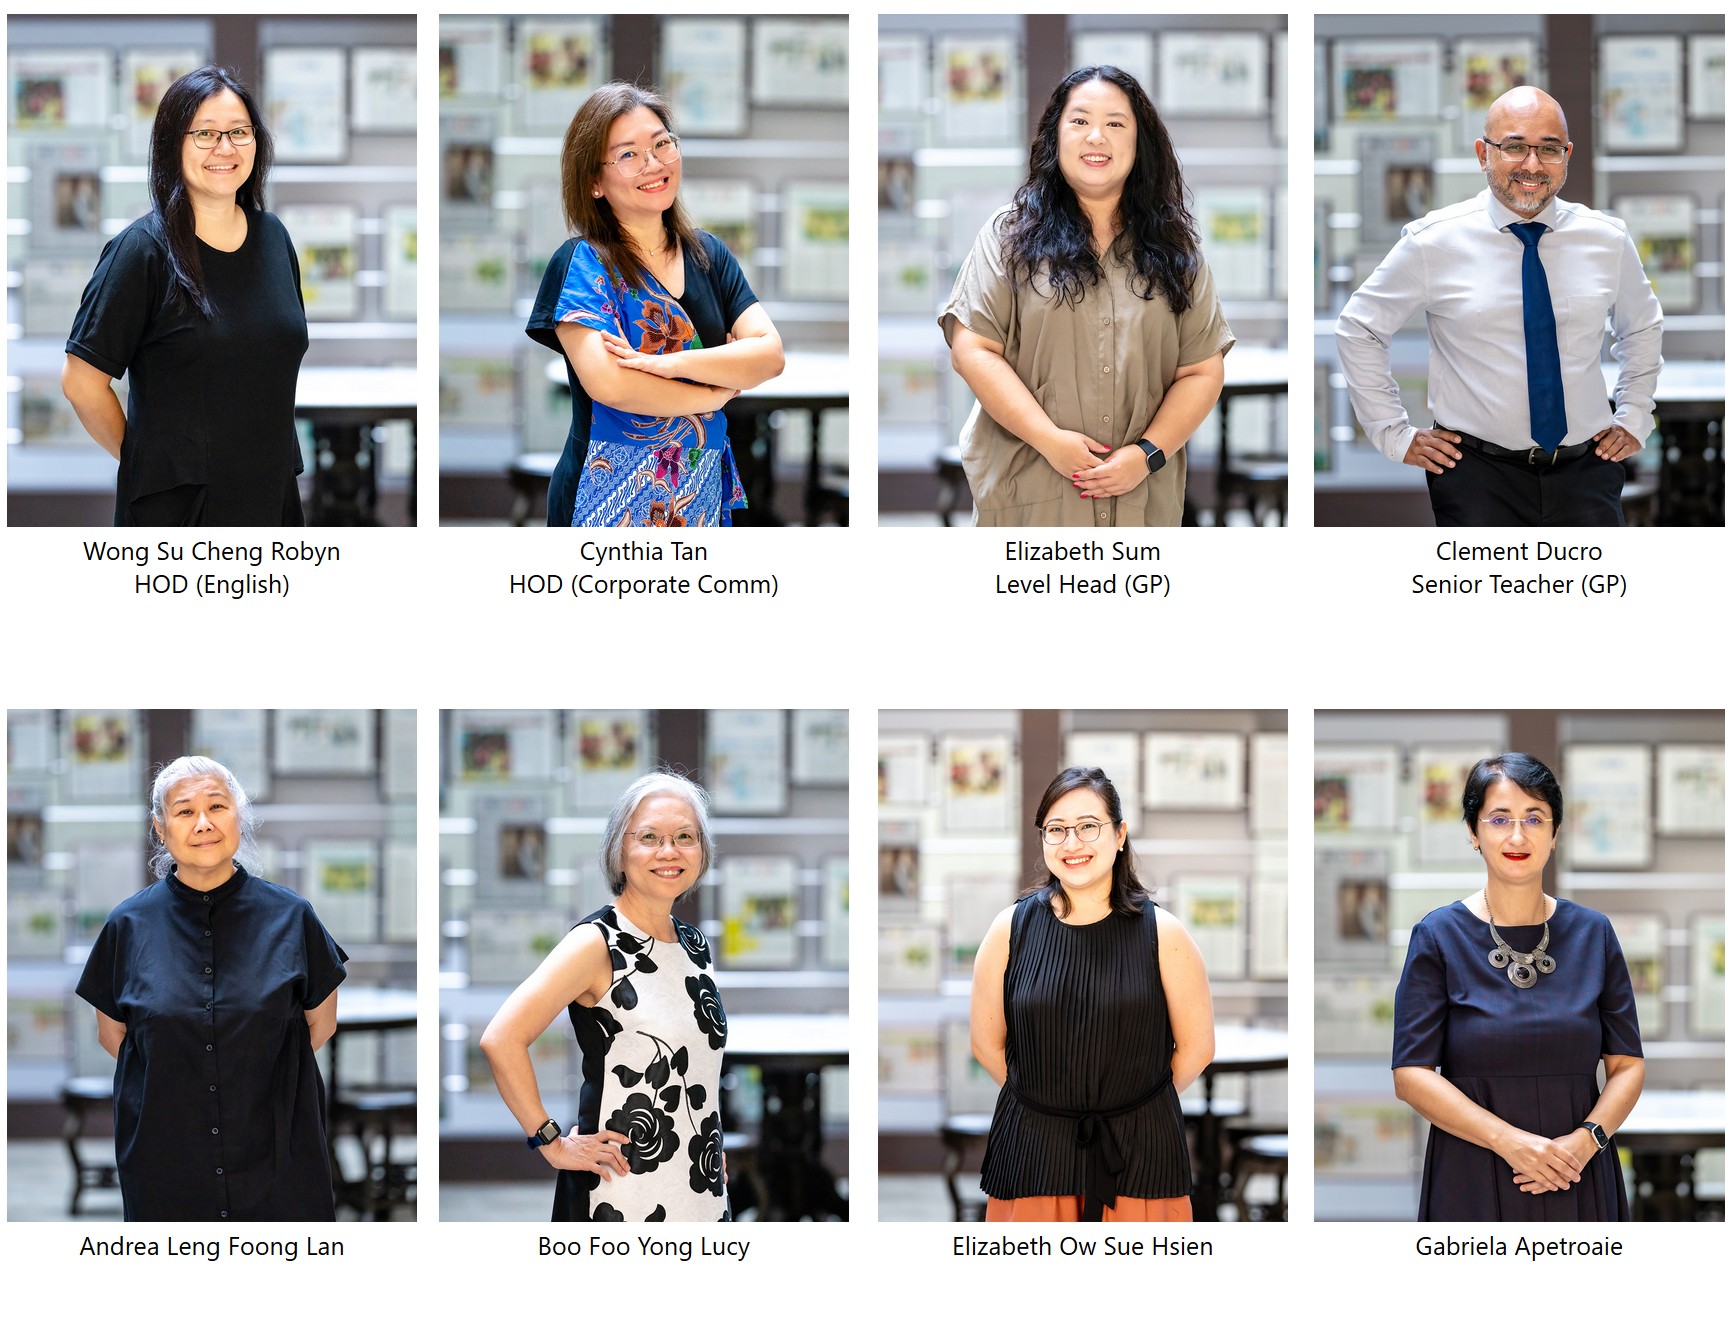 Wong Su Cheng Robyn
HOD (English)
Cynthia Tan
HOD (Corporate Comm)
Elizabeth Sum
Level Head (GP)
Clement Ducro
Senior Teacher (GP)
Andrea Leng Foong Lan
Boo Foo Yong Lucy
Elizabeth Ow Sue Hsien
Gabriela Apetroaie